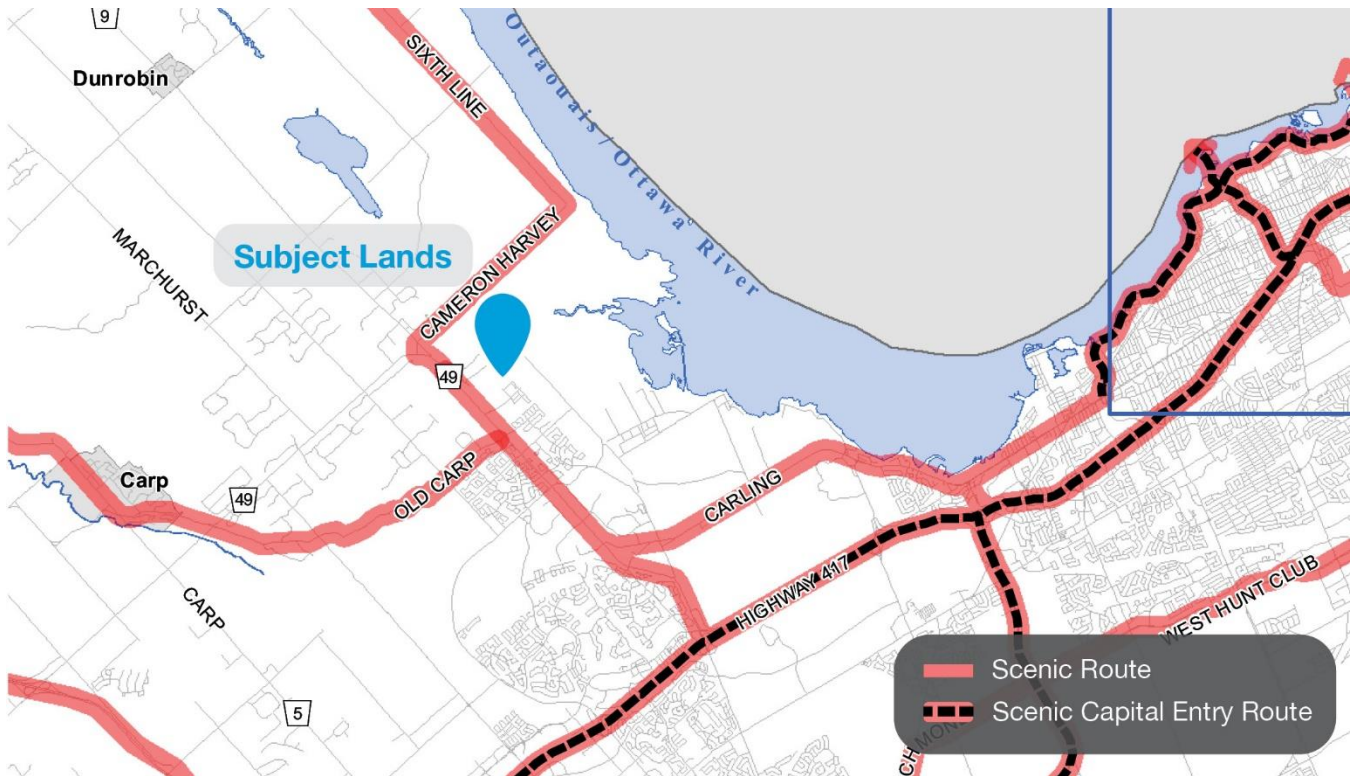 9
Dunrobin
SIXTH LINE
Outaouais / Ottawa' River
MARCHURST
Subject Lands
CAMERON HARVEY
49
Carp
49
OLD CARP
CARLING
HIGHWAY 417
CARP
WEST HUNT CLUB
5
Scenic Route
Scenic Capital Entry Route